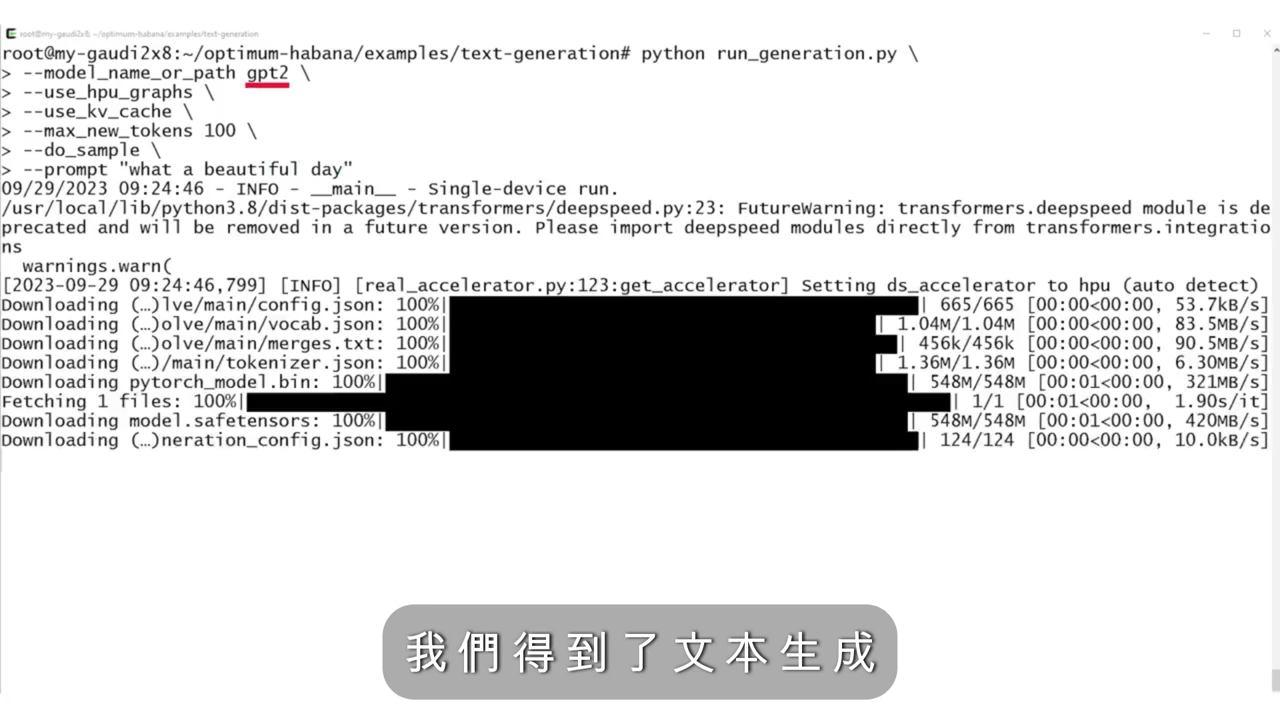 root@my-gaudi2x8: ~/optimum-habana/examples/text-generation
root@my-gaudi2x8:~/optimum-habana/examples/text-generation# python run_generation.py \
> --model_name_or_path gpt2 \
> --use_hpu_graphs \
> --use_kv_cache \
> --max_new_tokens 100 \
> --do_sample \
> --prompt "what a beautiful day"
09/29/2023 09:24:46 - INFO - __main__ - Single-device run.
/usr/local/lib/python3.8/dist-packages/transformers/deepspeed.py:23: FutureWarning: transformers.deepspeed module is de
precated and will be removed in a future version. Please import deepspeed modules directly from transformers.integratio
ns
  warnings.warn(
[2023-09-29 09:24:46,799] [INFO] [real_accelerator.py:123:get_accelerator] Setting ds_accelerator to hpu (auto detect)
Downloading (…)lve/main/config.json: 100%| | 665/665 [00:00<00:00, 53.7kB/s]
Downloading (…)olve/main/vocab.json: 100%| | 1.04M/1.04M [00:00<00:00, 83.5MB/s]
Downloading (…)olve/main/merges.txt: 100%| | 456k/456k [00:00<00:00, 90.5MB/s]
Downloading (…)/main/tokenizer.json: 100%| | 1.36M/1.36M [00:00<00:00, 6.30MB/s]
Downloading pytorch_model.bin: 100%| | 548M/548M [00:01<00:00, 321MB/s]
Fetching 1 files: 100%| | 1/1 [00:01<00:00, 1.90s/it]
Downloading model.safetensors: 100%| | 548M/548M [00:01<00:00, 420MB/s]
Downloading (…)neration_config.json: 100%| | 124/124 [00:00<00:00, 10.0kB/s]
我們得到了文本生成